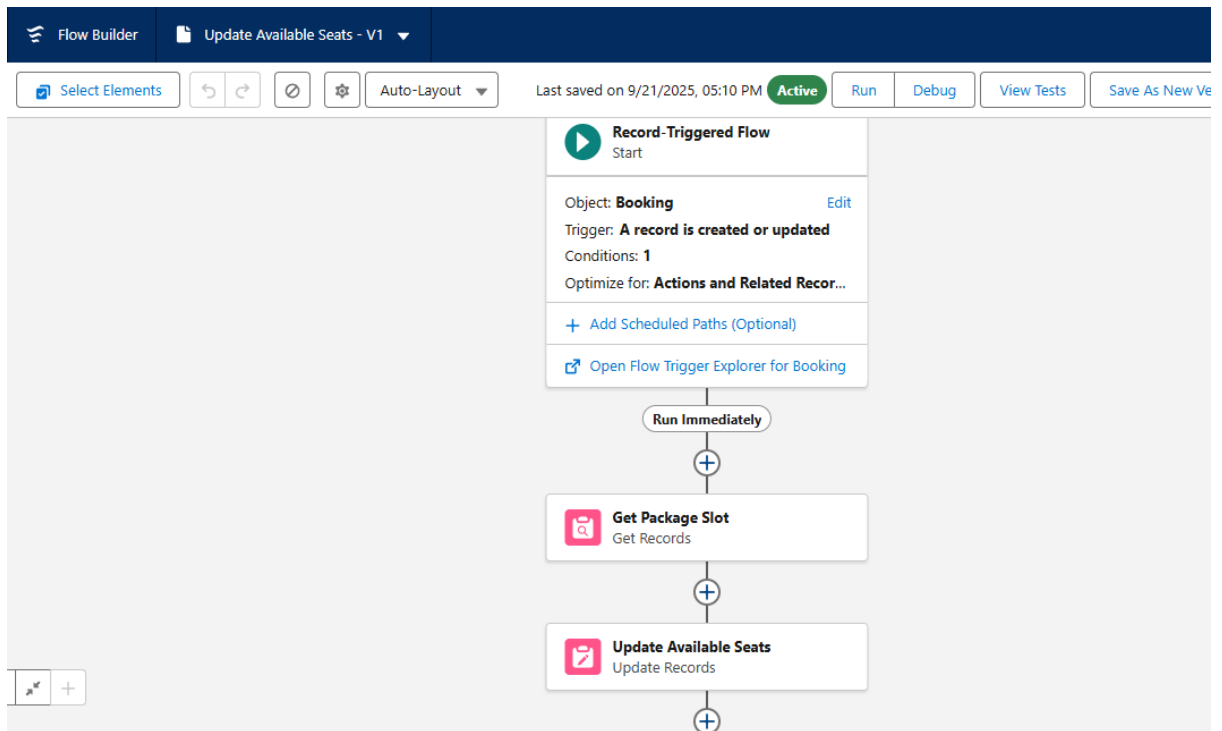 Flow Builder
Update Available Seats - V1
Select Elements
Auto-Layout
Last saved on 9/21/2025, 05:10 PM
Active
Run
Debug
View Tests
Save As New Ve
Record-Triggered Flow
Start
Object: Booking
Edit
Trigger: A record is created or updated
Conditions: 1
Optimize for: Actions and Related Recor...
+ Add Scheduled Paths (Optional)
Open Flow Trigger Explorer for Booking
Run Immediately
Get Package Slot
Get Records
Update Available Seats
Update Records